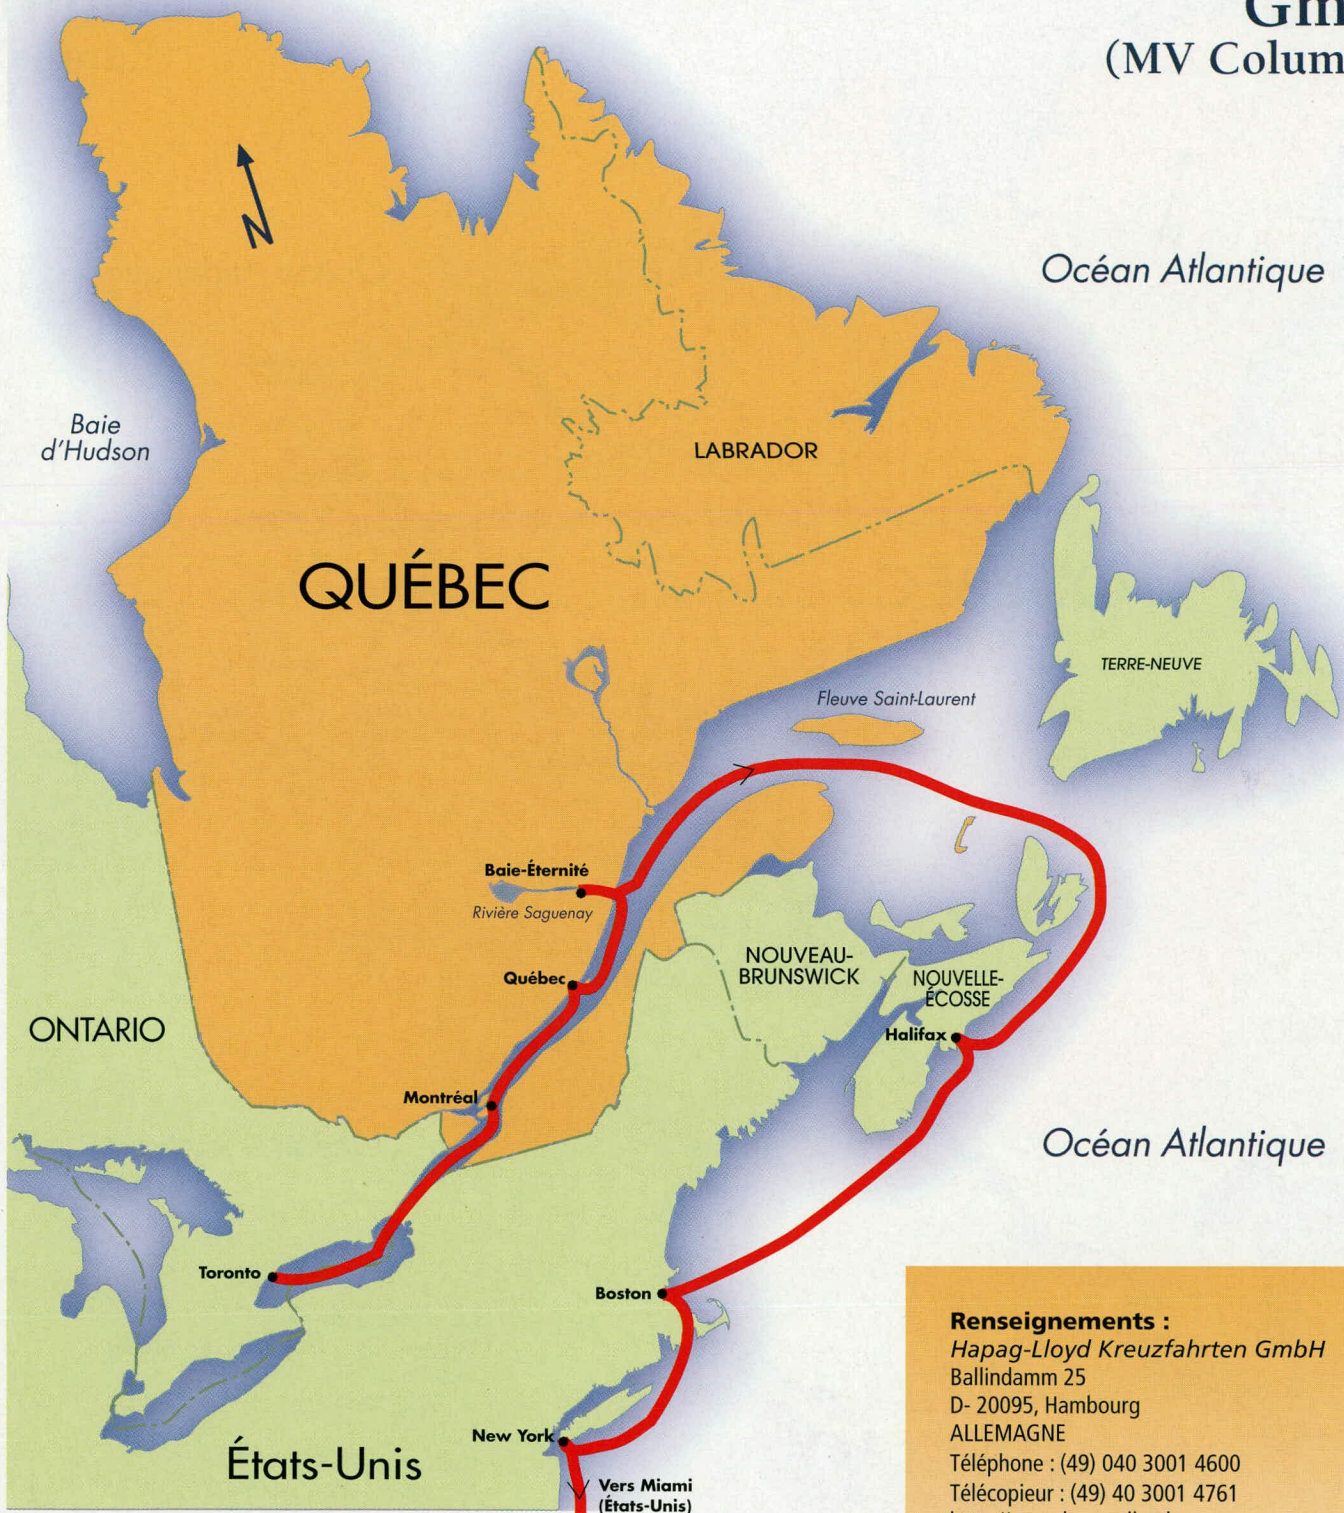 Gm
(MV Colum
N
Océan Atlantique
Baie
d'Hudson
LABRADOR
QUÉBEC
TERRE-NEUVE
Fleuve Saint-Laurent
Baie-Éternité
Rivière Saguenay
NOUVEAU-
BRUNSWICK
NOUVELLE-
ÉCOSSE
Québec
ONTARIO
Halifax
Montréal
Océan Atlantique
Toronto
Boston
New York
États-Unis
Vers Miami
(États-Unis)
Renseignements :
Hapag-Lloyd Kreuzfahrten GmbH
Ballindamm 25
D- 20095, Hambourg
ALLEMAGNE
Téléphone : (49) 040 3001 4600
Télécopieur : (49) 40 3001 4761